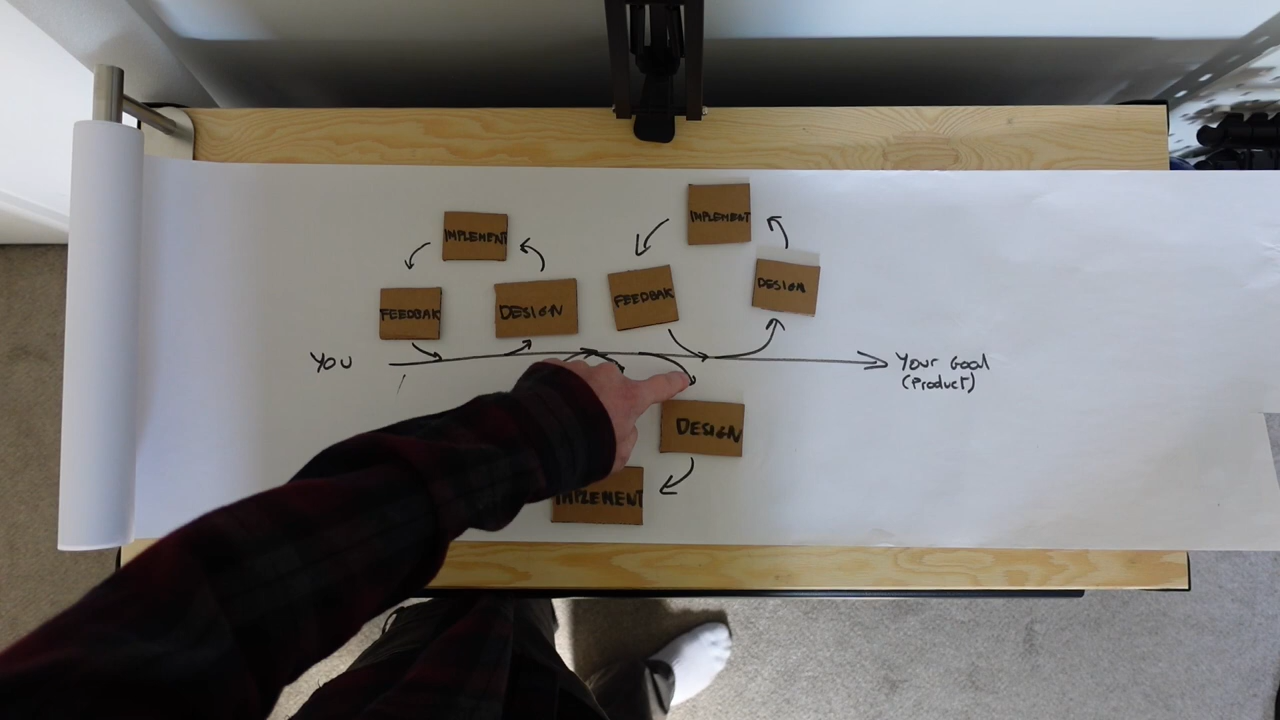 IMPLEMENT
IMPLEMENT
FEEDBAK
DESIGN
FEEDBAK
DESIGN
YOU
Your Goal
(Product)
DESIGN
IMPLEMENT